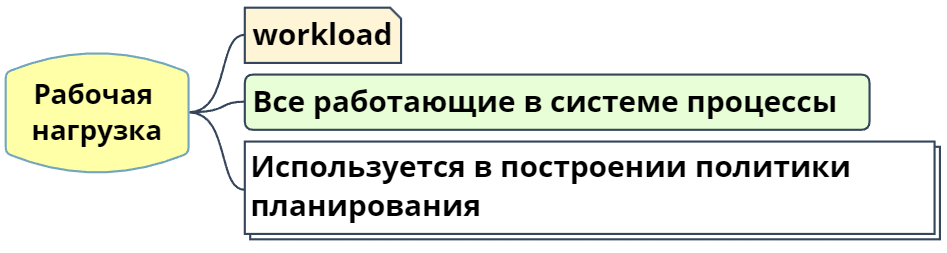 Рабочая
нагрузка
workload
Все работающие в системе процессы
Используется в построении политики
планирования